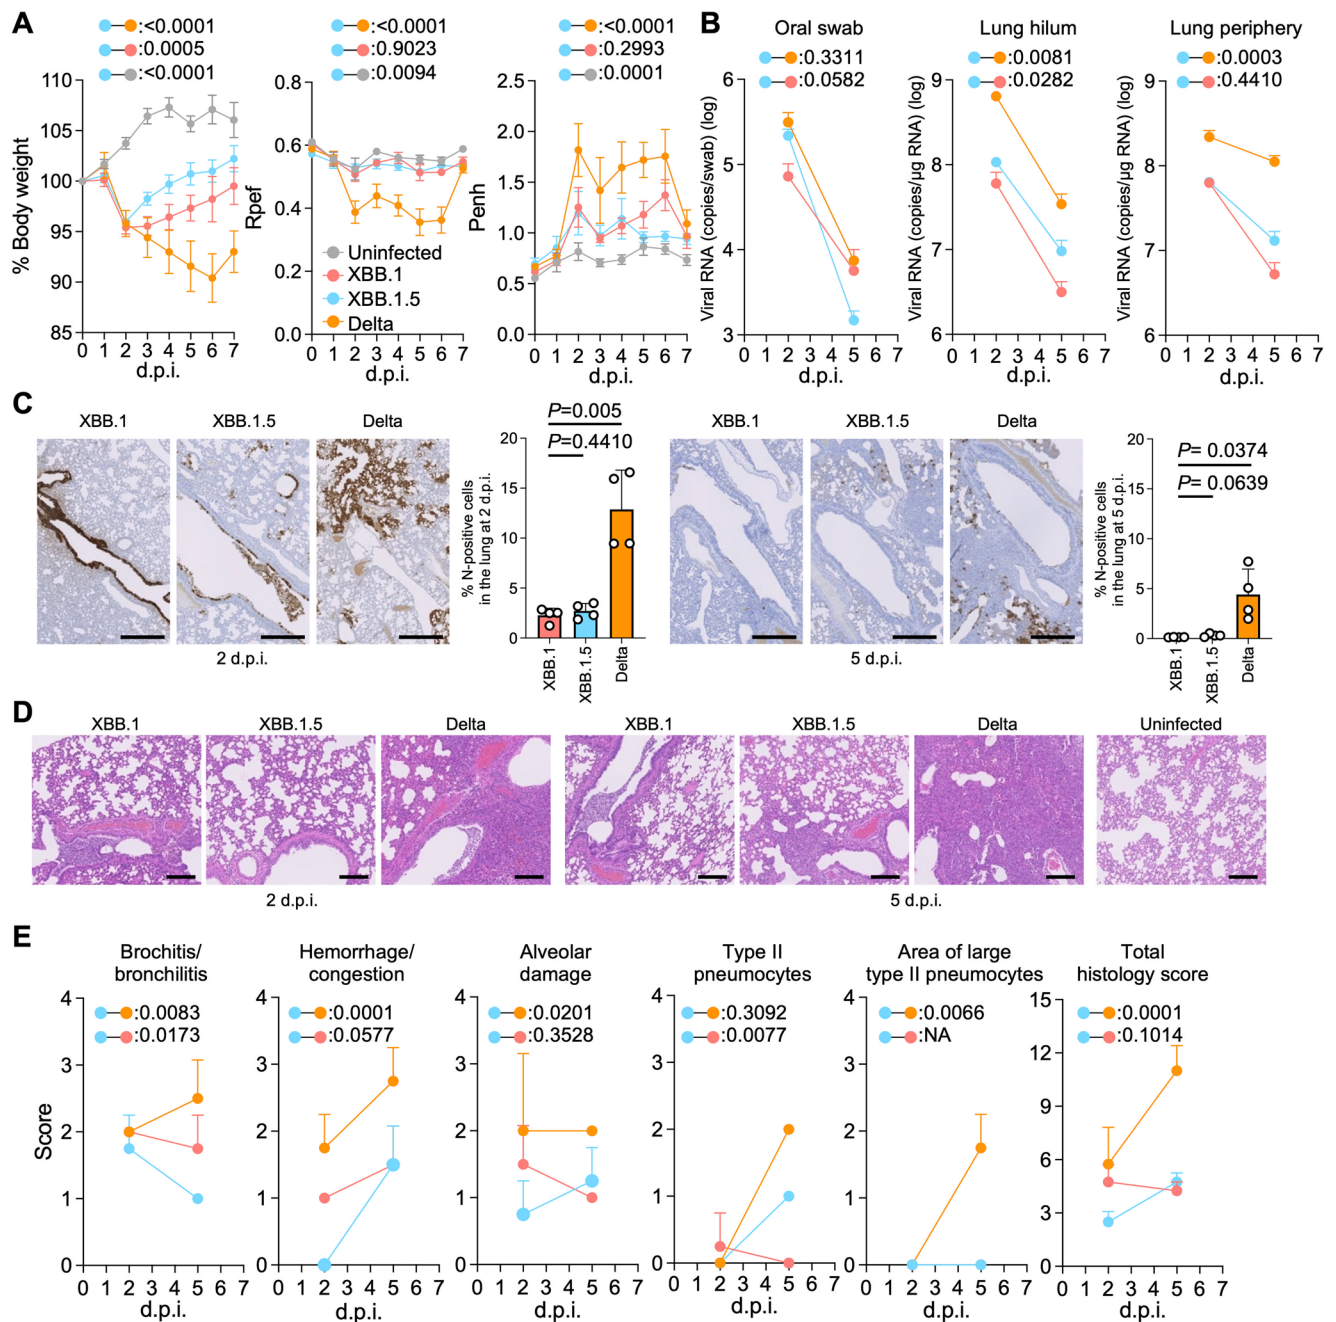 A
:<0.0001
:0.0005
:<0.0001
% Body weight
110
105
100
95
90
85
0 1 2 3 4 5 6 7
d.p.i.
:<0.0001
:0.9023
:0.0094
Rpef
0.8
0.6
0.4
0.2
0.0
Uninfected
XBB.1
XBB.1.5
Delta
0 1 2 3 4 5 6 7
d.p.i.
:<0.0001
:0.2993
:0.0001
Penh
2.5
2.0
1.5
1.0
0.5
0.0
0 1 2 3 4 5 6 7
d.p.i.
B
Oral swab
:0.3311
:0.0582
Viral RNA (copies/swab) (log)
6
5
4
3
0 1 2 3 4 5 6 7
d.p.i.
Lung hilum
:0.0081
:0.0282
Viral RNA (copies/µg RNA) (log)
9
8
7
6
0 1 2 3 4 5 6 7
d.p.i.
Lung periphery
:0.0003
:0.4410
Viral RNA (copies/µg RNA) (log)
9
8
7
6
0 1 2 3 4 5 6 7
d.p.i.
C
XBB.1 XBB.1.5 Delta
2 d.p.i.
P=0.005
P=0.4410
% N-positive cells
in the lung at 2 d.p.i.
20
15
10
5
0
XBB.1
XBB.1.5
Delta
XBB.1 XBB.1.5 Delta
5 d.p.i.
P= 0.0374
P= 0.0639
% N-positive cells
in the lung at 5 d.p.i.
20
15
10
5
0
XBB.1
XBB.1.5
Delta
D
XBB.1 XBB.1.5 Delta XBB.1 XBB.1.5 Delta Uninfected
2 d.p.i. 5 d.p.i.
E
Brochitis/
bronchilitis
:0.0083
:0.0173
Score
4
3
2
1
0
0 1 2 3 4 5 6 7
d.p.i.
Hemorrhage/
congestion
:0.0001
:0.0577
4
3
2
1
0
0 1 2 3 4 5 6 7
d.p.i.
Alveolar
damage
:0.0201
:0.3528
4
3
2
1
0
0 1 2 3 4 5 6 7
d.p.i.
Type II
pneumocytes
:0.3092
:0.0077
4
3
2
1
0
0 1 2 3 4 5 6 7
d.p.i.
Area of large
type II pneumocytes
:0.0066
:NA
4
3
2
1
0
0 1 2 3 4 5 6 7
d.p.i.
Total
histology score
:0.0001
:0.1014
15
12
9
6
3
0
0 1 2 3 4 5 6 7
d.p.i.